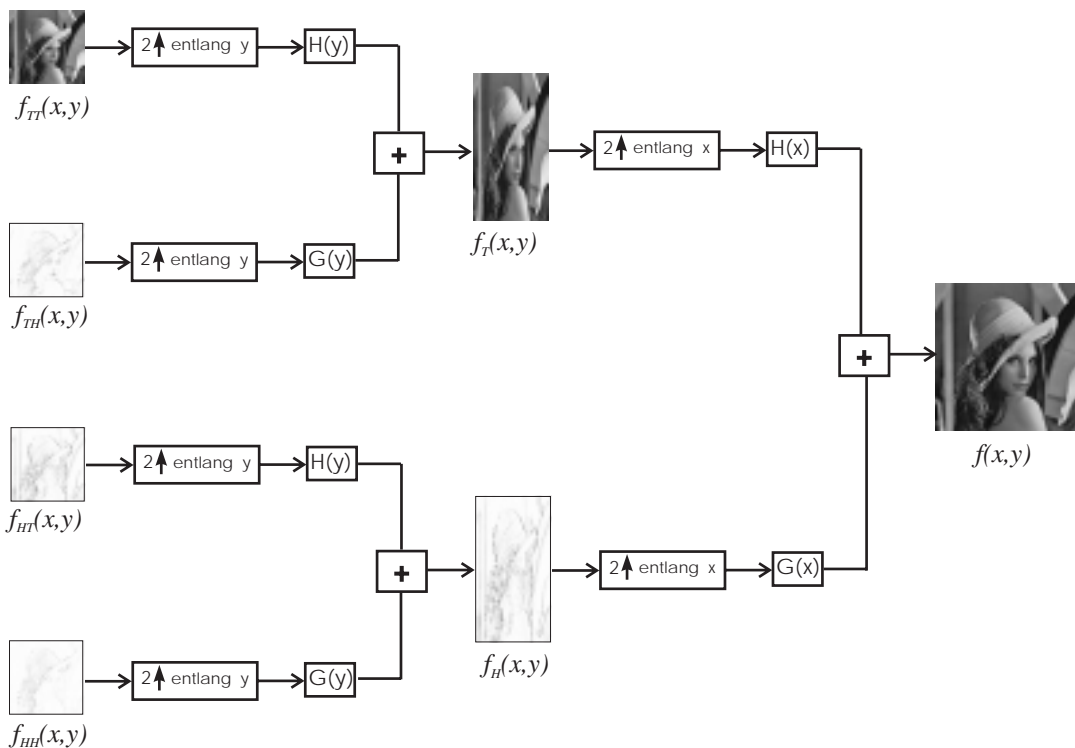 2 entlang y
H(y)
f_TT(x,y)
+
f_T(x,y)
2 entlang x
H(x)
2 entlang y
G(y)
f_TH(x,y)
+
f(x,y)
2 entlang y
H(y)
f_HT(x,y)
+
f_H(x,y)
2 entlang x
G(x)
2 entlang y
G(y)
f_HH(x,y)